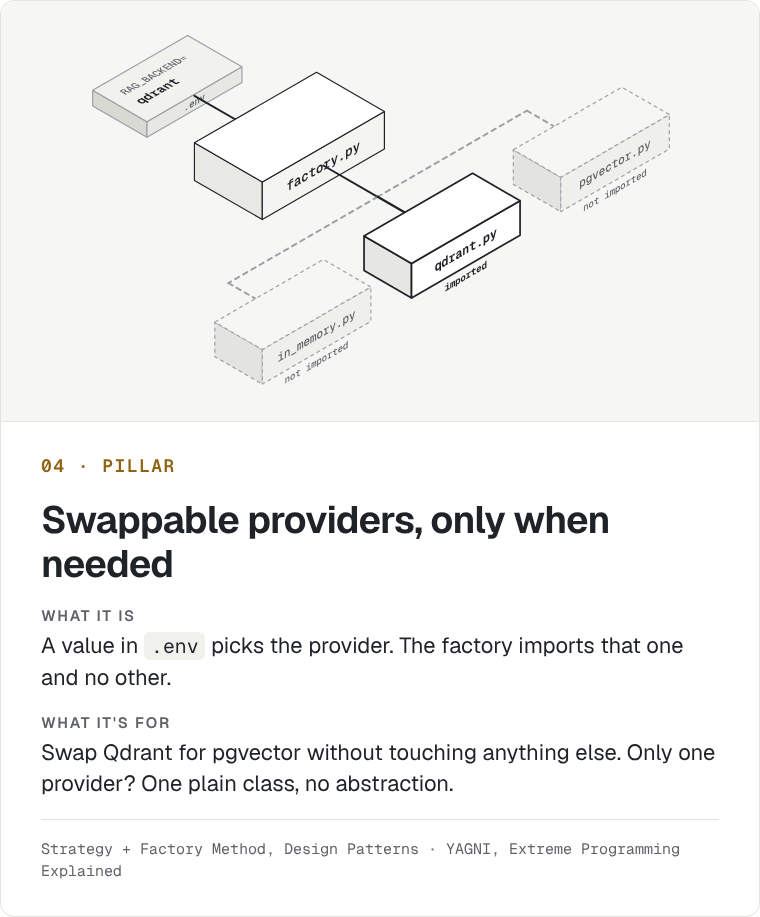 RAG_BACKEND=
qdrant
.env
factory.py
pgvector.py
not imported
qdrant.py
imported
in_memory.py
not imported
04 · PILLAR
Swappable providers, only when
needed
WHAT IT IS
A value in .env picks the provider. The factory imports that one
and no other.
WHAT IT'S FOR
Swap Qdrant for pgvector without touching anything else. Only one
provider? One plain class, no abstraction.
Strategy + Factory Method, Design Patterns · YAGNI, Extreme Programming
Explained